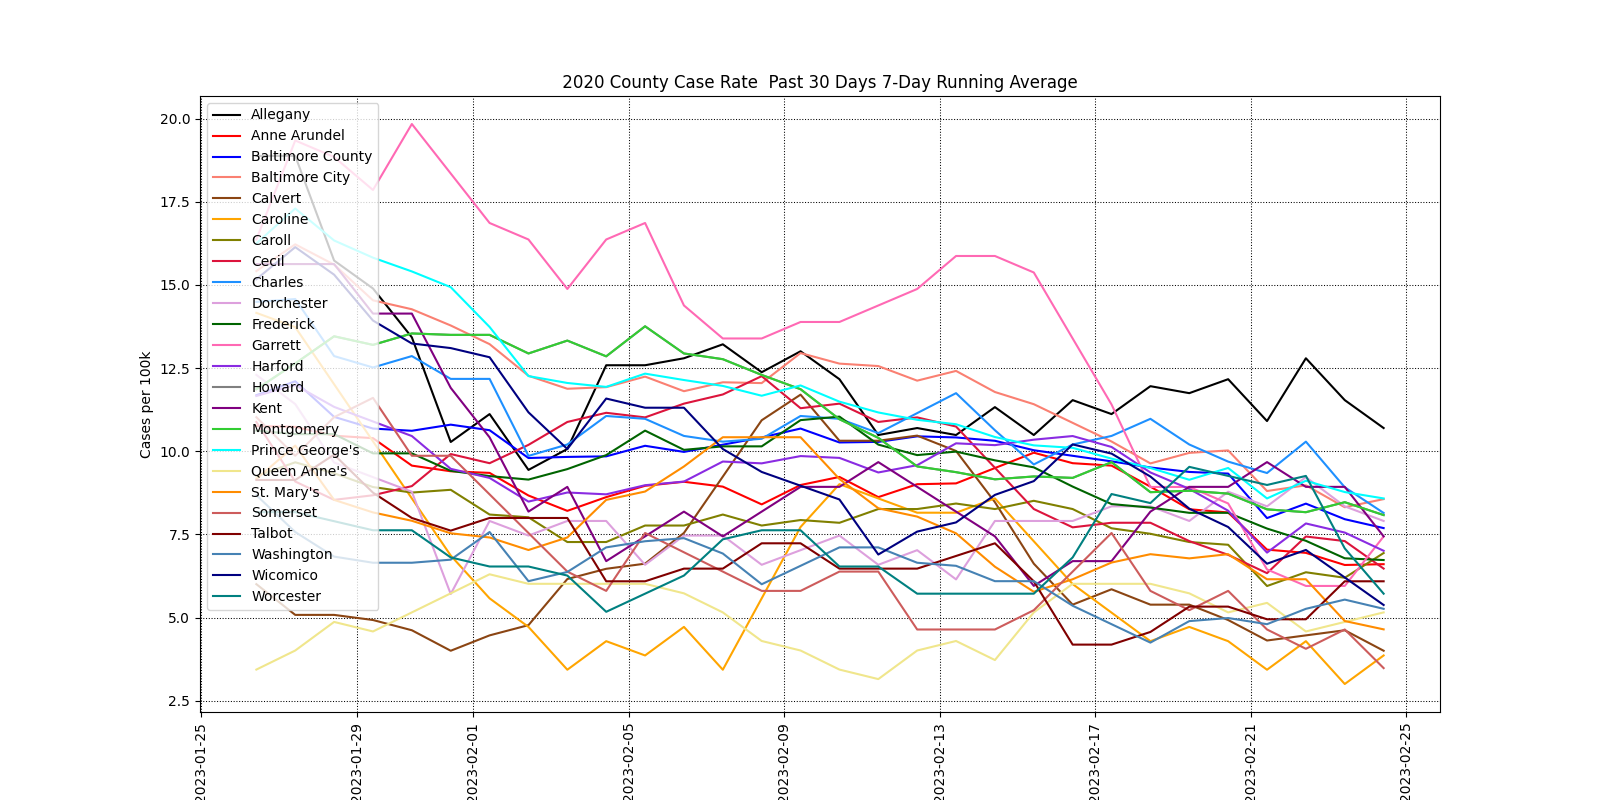 2020 County Case Rate  Past 30 Days 7-Day Running Average
Cases per 100k
20.0
17.5
15.0
12.5
10.0
7.5
5.0
2.5
Allegany
Anne Arundel
Baltimore County
Baltimore City
Calvert
Caroline
Caroll
Cecil
Charles
Dorchester
Frederick
Garrett
Harford
Howard
Kent
Montgomery
Prince George's
Queen Anne's
St. Mary's
Somerset
Talbot
Washington
Wicomico
Worcester
2023-01-25
2023-01-29
2023-02-01
2023-02-05
2023-02-09
2023-02-13
2023-02-17
2023-02-21
2023-02-25